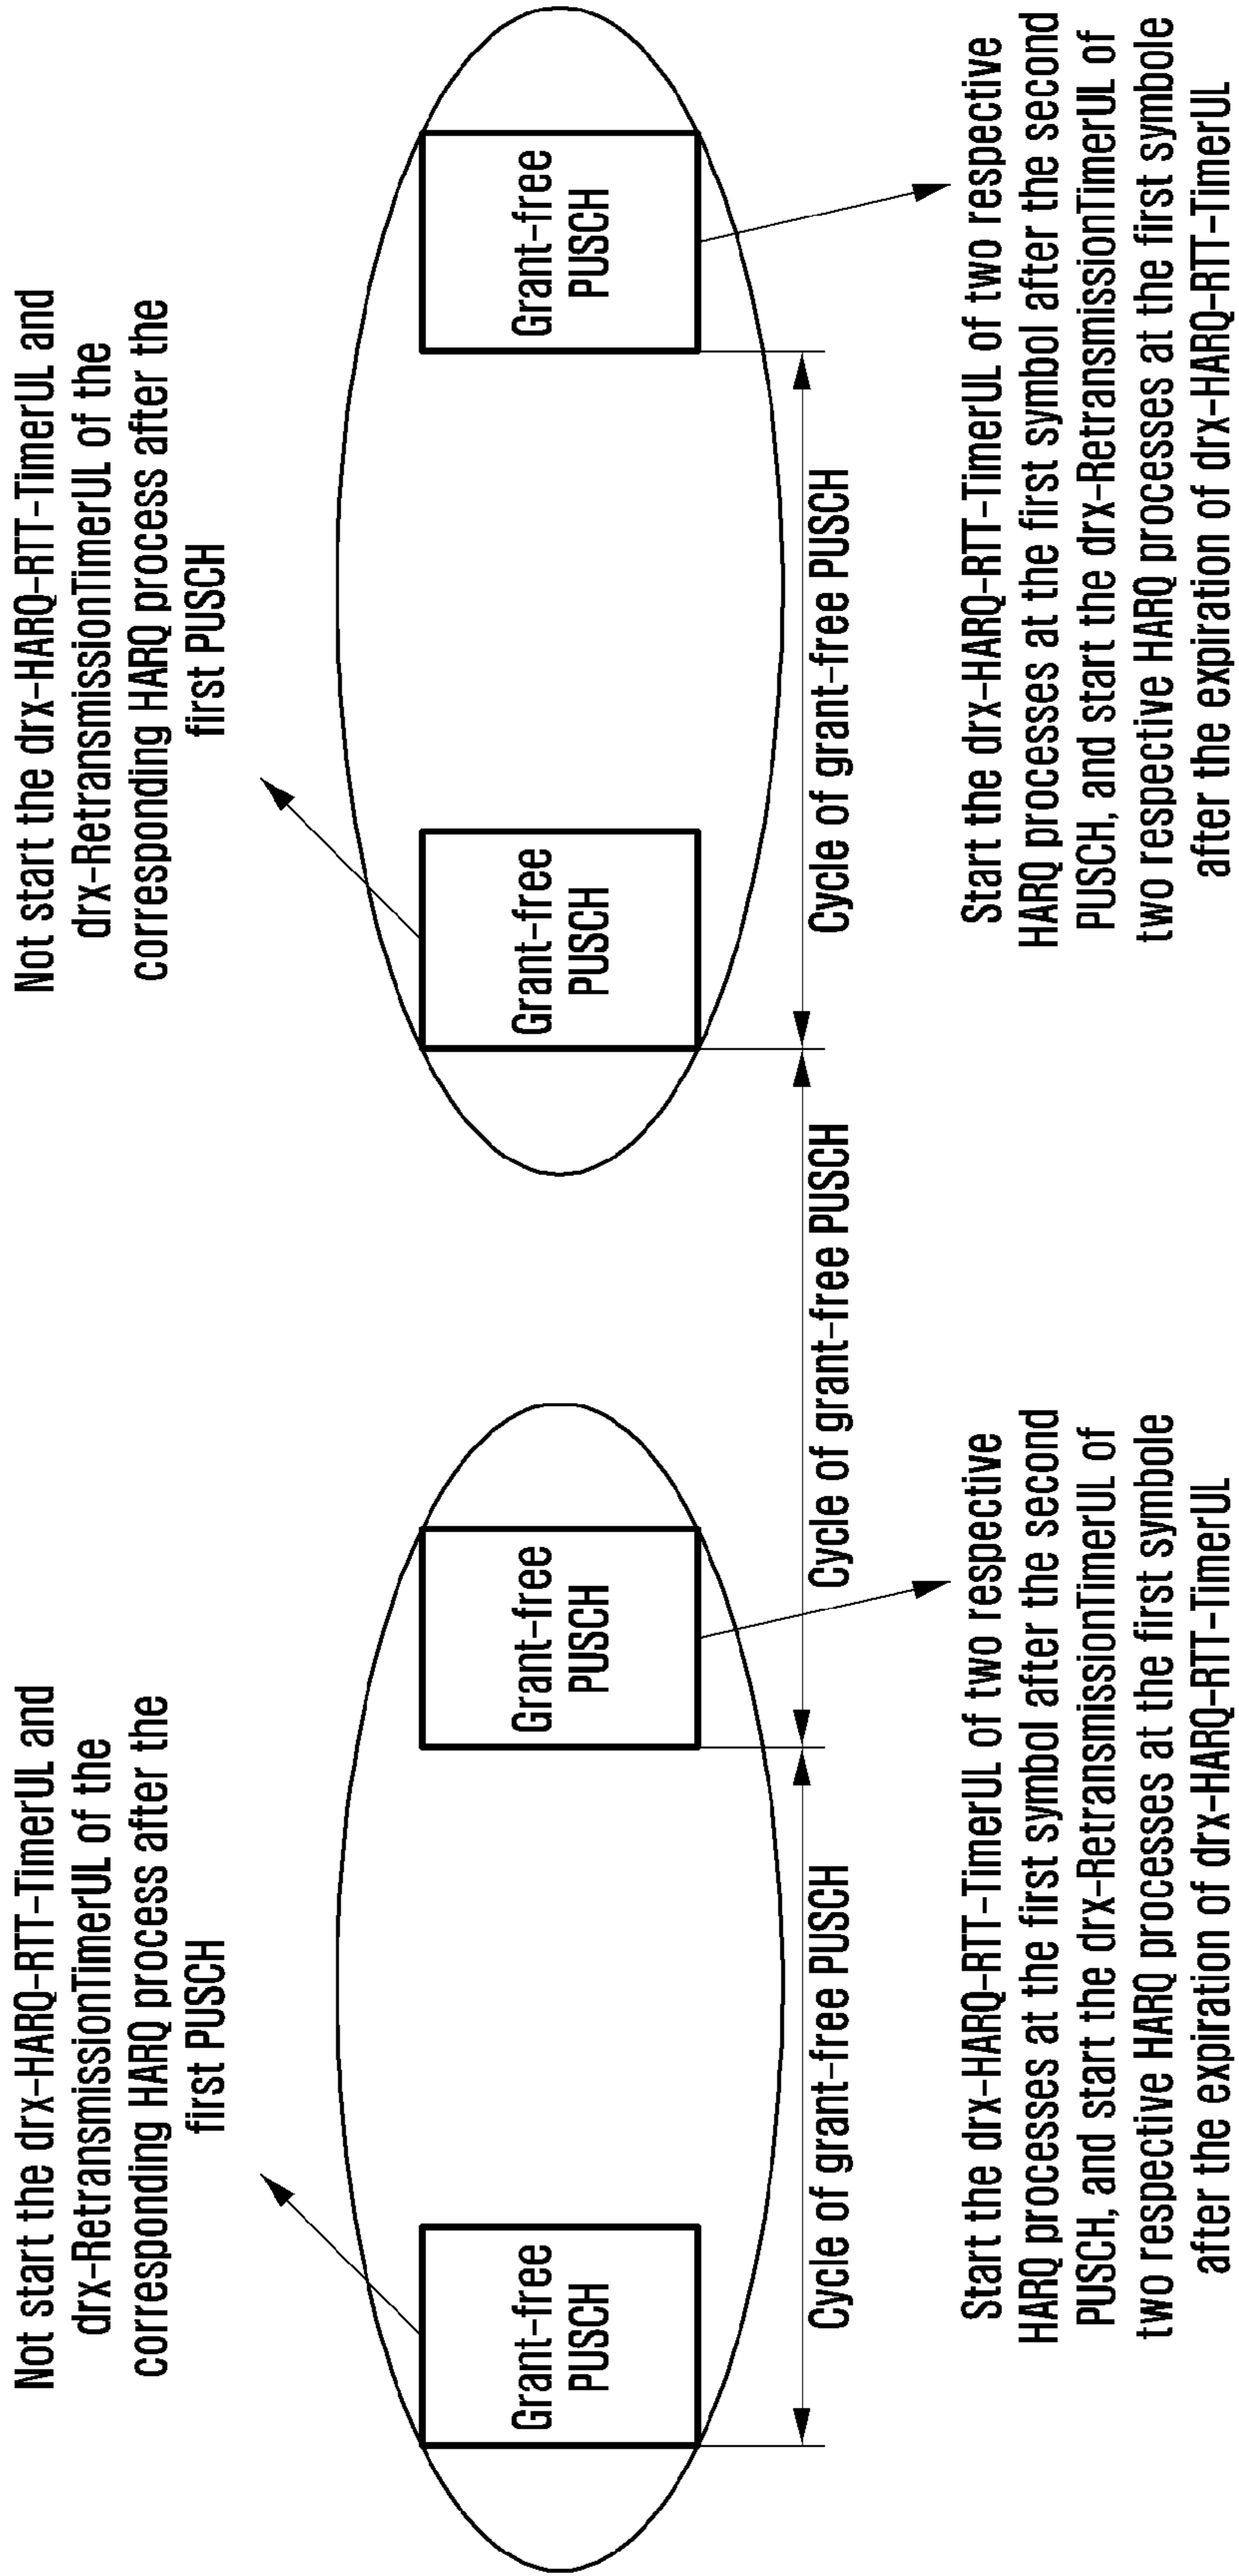 Not start the drx-HARQ-RTT-TimerUL and
drx-RetransmissionTimerUL of the
corresponding HARQ process after the
first PUSCH
Not start the drx-HARQ-RTT-TimerUL and
drx-RetransmissionTimerUL of the
corresponding HARQ process after the
first PUSCH
Grant-free
PUSCH
Grant-free
PUSCH
Grant-free
PUSCH
Grant-free
PUSCH
Cycle of grant-free PUSCH
Cycle of grant-free PUSCH
Cycle of grant-free PUSCH
Start the drx-HARQ-RTT-TimerUL of two respective
HARQ processes at the first symbol after the second
PUSCH, and start the drx-RetransmissionTimerUL of
two respective HARQ processes at the first symbole
after the expiration of drx-HARQ-RTT-TimerUL
Start the drx-HARQ-RTT-TimerUL of two respective
HARQ processes at the first symbol after the second
PUSCH, and start the drx-RetransmissionTimerUL of
two respective HARQ processes at the first symbole
after the expiration of drx-HARQ-RTT-TimerUL